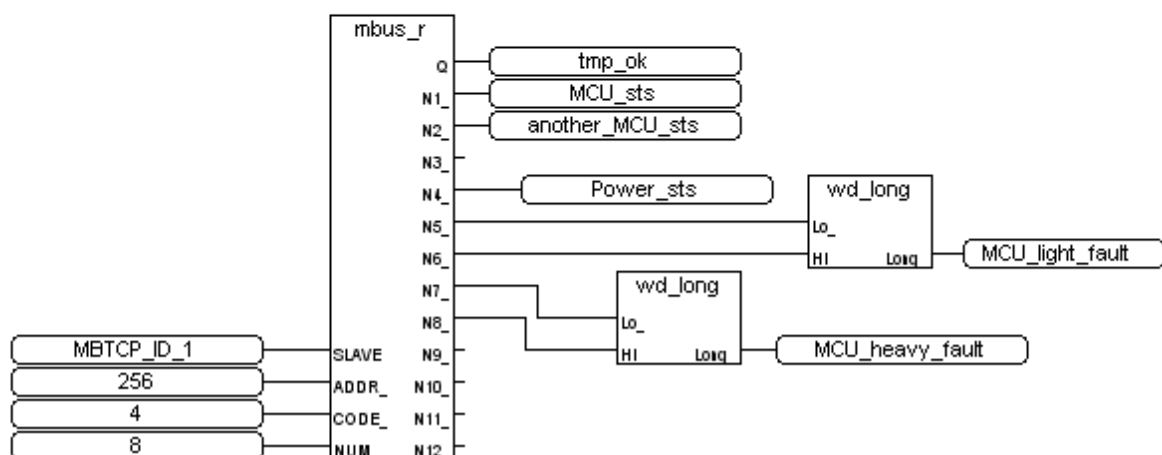 mbus_r
Q tmp_ok
N1_ MCU_sts
N2_ another_MCU_sts
N3_
N4_ Power_sts wd_long
N5_ Lo_
N6_ HI Long MCU_light_fault
N7_ wd_long
N8_ Lo_
MBTCP_ID_1 SLAVE N9_ HI Long MCU_heavy_fault
256 ADDR_ N10_
4 CODE_ N11_
8 NUM N12